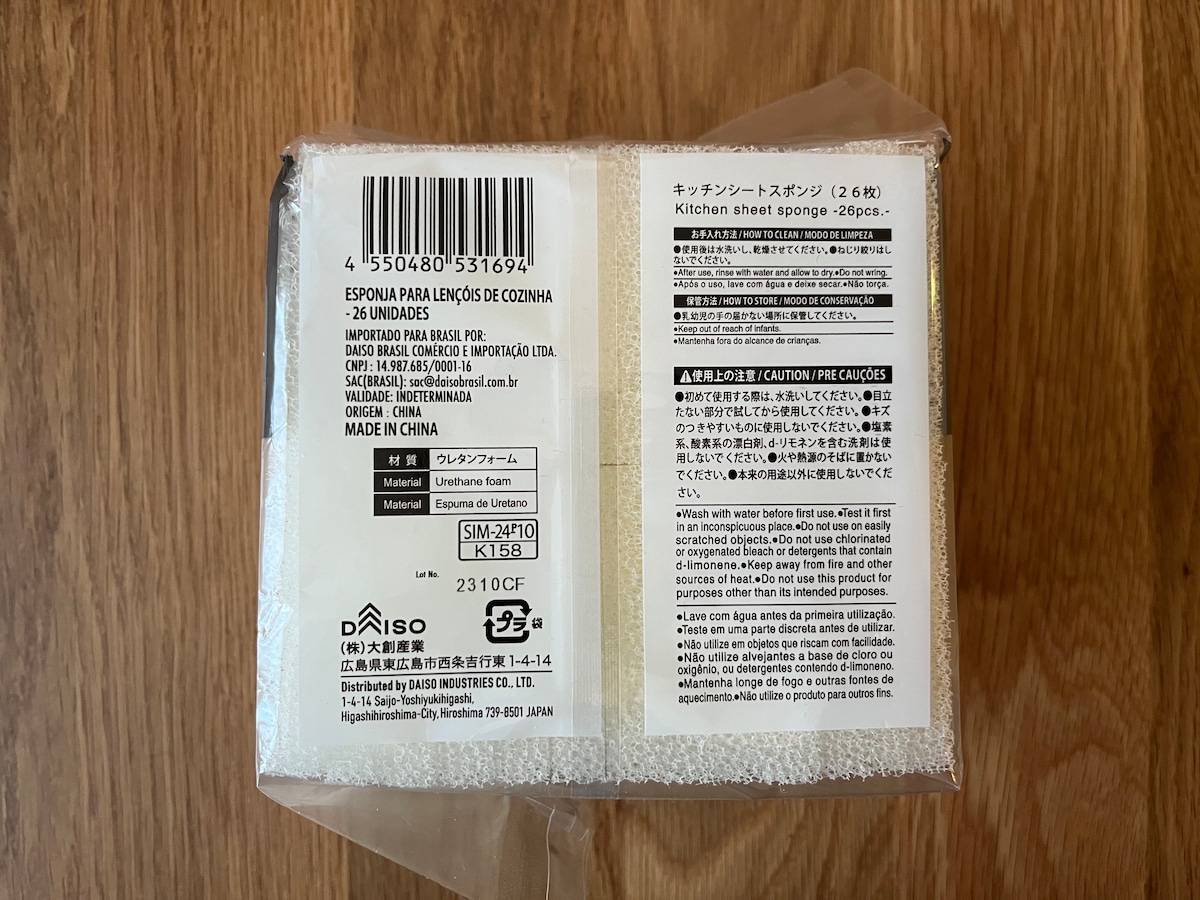 4 550480 531694
ESPONJA PARA LENÇÓIS DE COZINHA
- 26 UNIDADES
IMPORTADO PARA BRASIL POR:
DAISO BRASIL COMÉRCIO E IMPORTAÇÃO LTDA.
CNPJ : 14.987.685/0001-16
SAC(BRASIL): sac@daisobrasil.com.br
VALIDADE: INDETERMINADA
ORIGEM : CHINA
MADE IN CHINA
材 質 ウレタンフォーム
Material Urethane foam
Material Espuma de Uretano
SIM-24P10
K158
Lot No.
2310CF
DAISO
プラ 袋
(株)大創産業
広島県東広島市西条吉行東 1-4-14
Distributed by DAISO INDUSTRIES CO., LTD.
1-4-14 Saijo-Yoshiyukihigashi,
Higashihiroshima-City, Hiroshima 739-8501 JAPAN
キッチンシートスポンジ（２６枚）
Kitchen sheet sponge -26pcs.-
お手入れ方法 / HOW TO CLEAN / MODO DE LIMPEZA
●使用後は水洗いし、乾燥させてください。●ねじり絞りはし
ないでください。
●After use, rinse with water and allow to dry.●Do not wring.
●Após o uso, lave com água e deixe secar.●Não torça.
保管方法 / HOW TO STORE / MODO DE CONSERVAÇÃO
●乳幼児の手の届かない場所に保管してください。
●Keep out of reach of infants.
●Mantenha fora do alcance de crianças.
⚠使用上の注意 / CAUTION / PRE CAUÇÕES
●初めて使用する際は、水洗いしてください。●目立
たない部分で試してから使用してください。●キズ
のつきやすいものに使用しないでください。●塩素
系、酸素系の漂白剤、d-リモネンを含む洗剤は使
用しないでください。●火や熱源のそばに置かない
でください。●本来の用途以外に使用しないでくだ
さい。
●Wash with water before first use.●Test it first
in an inconspicuous place.●Do not use on easily
scratched objects.●Do not use chlorinated
or oxygenated bleach or detergents that contain
d-limonene.●Keep away from fire and other
sources of heat.●Do not use this product for
purposes other than its intended purposes.
●Lave com água antes da primeira utilização.
●Teste em uma parte discreta antes de utilizar.
●Não utilize em objetos que riscam com facilidade.
●Não utilize alvejantes a base de cloro ou
oxigênio, ou detergentes contendo d-limoneno.
●Mantenha longe de fogo e outras fontes de
aquecimento.●Não utilize o produto para outros fins.